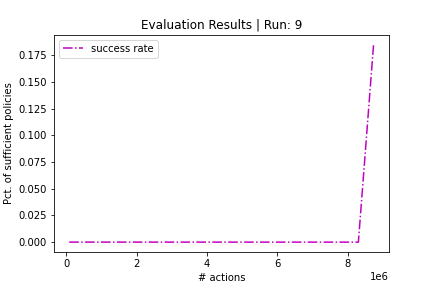 Evaluation Results | Run: 9
success rate
Pct. of sufficient policies
0.175
0.150
0.125
0.100
0.075
0.050
0.025
0.000
0
2
4
6
8
1e6
# actions